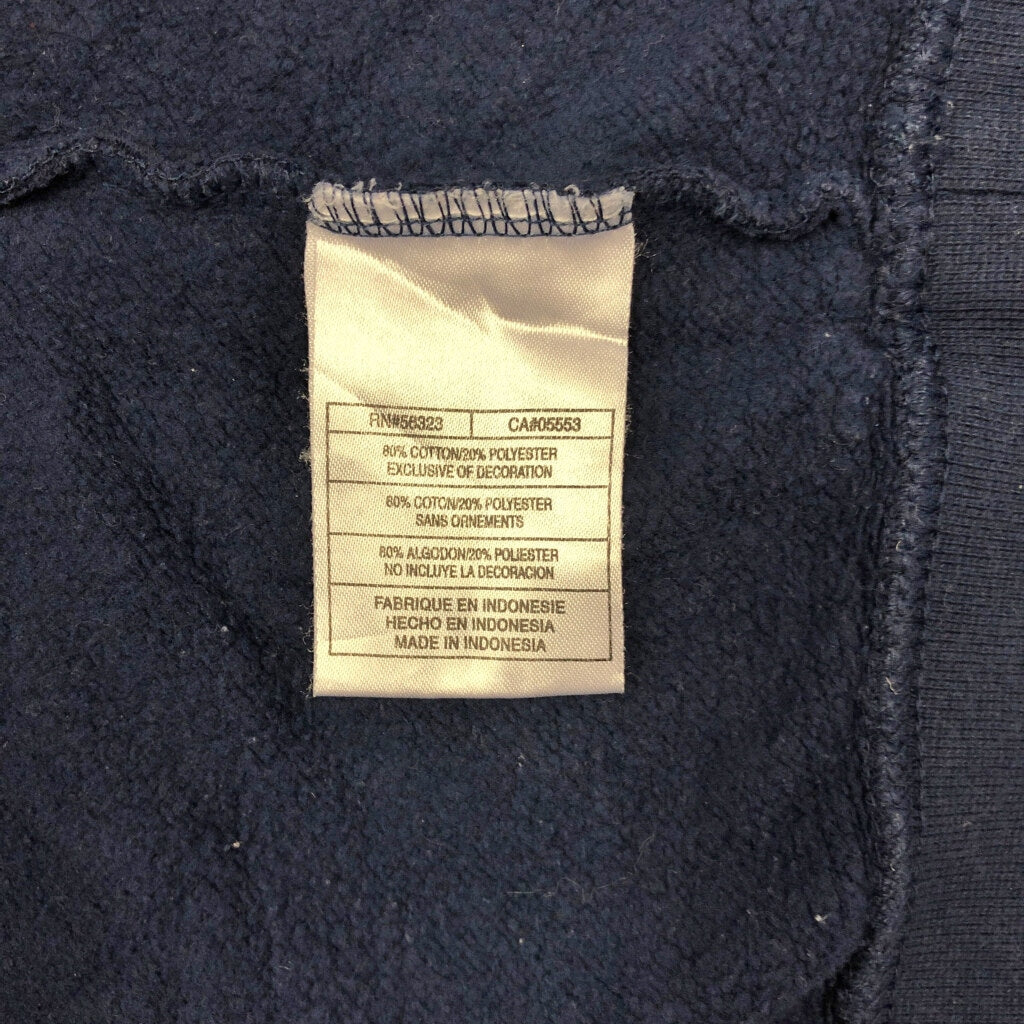 RN#56323 CA#05553
80% COTTON/20% POLYESTER
EXCLUSIVE OF DECORATION
80% COTON/20% POLYESTER
SANS ORNEMENTS
80% ALGODON/20% POLIESTER
NO INCLUYE LA DECORACION
FABRIQUE EN INDONESIE
HECHO EN INDONESIA
MADE IN INDONESIA